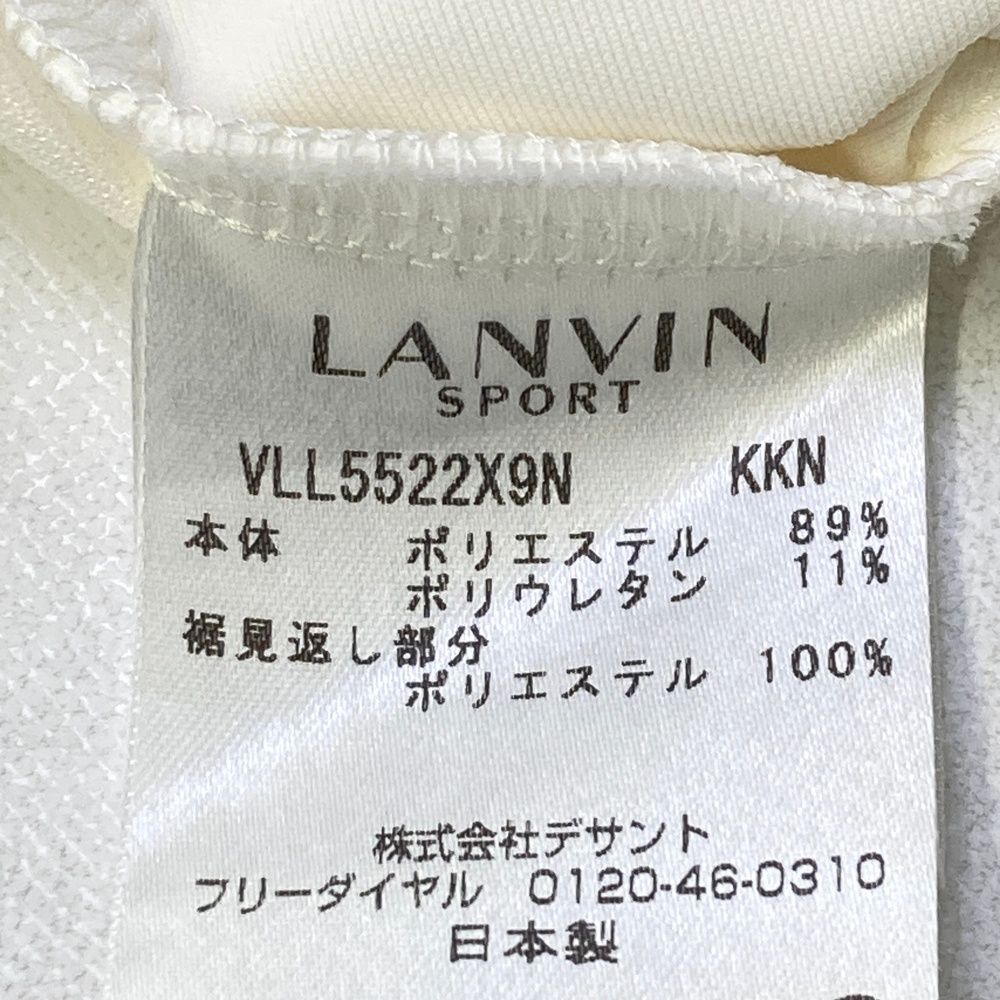 LANVIN
SPORT
VLL5522X9N KKN
本体 ポリエステル 89%
ポリウレタン 11%
裾見返し部分
ポリエステル 100%
株式会社デサント
フリーダイヤル 0120-46-0310
日本製